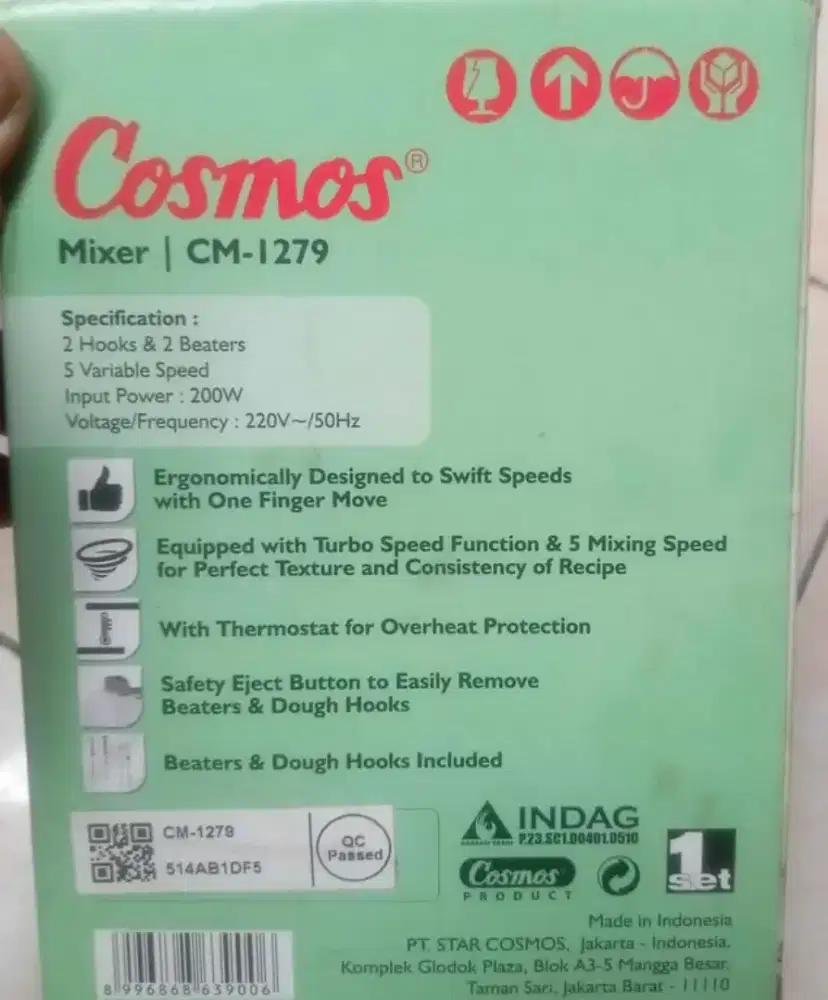 Cosmos®
Mixer | CM-1279
Specification :
2 Hooks & 2 Beaters
5 Variable Speed
Input Power : 200W
Voltage/Frequency : 220V~/50Hz
Ergonomically Designed to Swift Speeds
with One Finger Move
Equipped with Turbo Speed Function & 5 Mixing Speed
for Perfect Texture and Consistency of Recipe
With Thermostat for Overheat Protection
Safety Eject Button to Easily Remove
Beaters & Dough Hooks
Beaters & Dough Hooks Included
CM-1279
514AB1DF5
QC
Passed
INDAG
P.23.SC1.00401.0510
Cosmos
PRODUCT
1
set
Made in Indonesia
PT. STAR COSMOS, Jakarta - Indonesia.
Komplek Glodok Plaza, Blok A3-5 Mangga Besar,
Taman Sari, Jakarta Barat - 11110
8 996868 639006